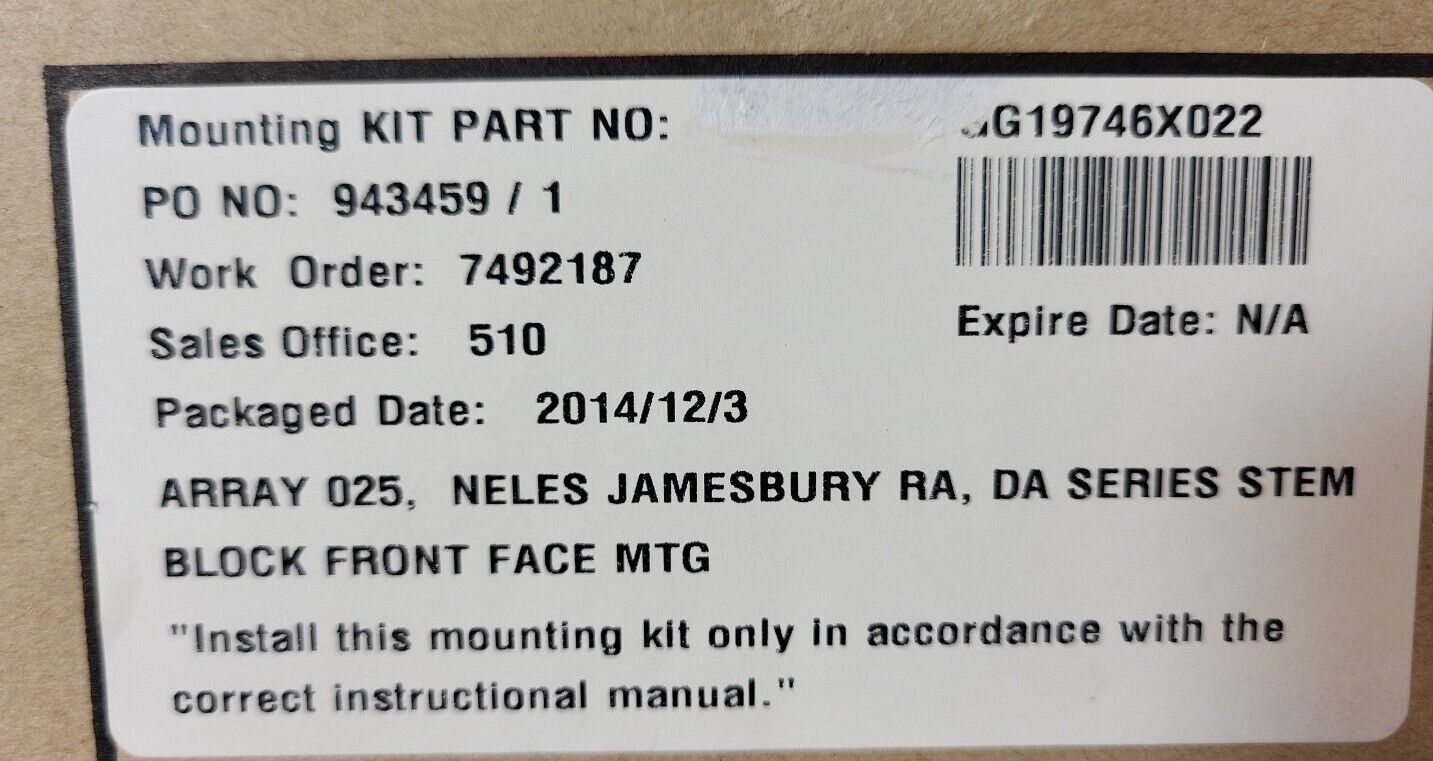 Mounting KIT PART NO:
PO NO: 943459 / 1
Work Order: 7492187
Expire Date: N/A
Sales Office: 510
Packaged Date: 2014/12/3
ARRAY 025, NELES JAMESBURY RA, DA SERIES STEM
BLOCK FRONT FACE MTG
"Install this mounting kit only in accordance with the
correct instructional manual."